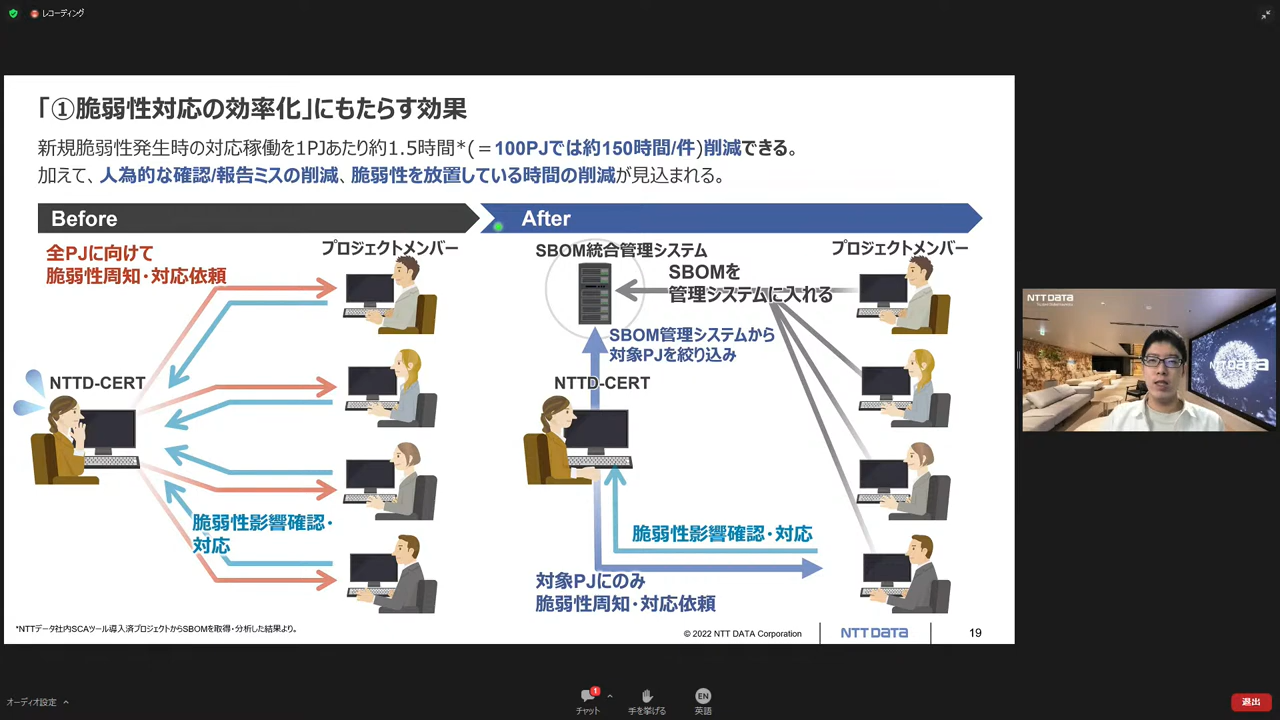 レコーディング
「①脆弱性対応の効率化」にもたらす効果
新規脆弱性発生時の対応稼働を1PJあたり約1.5時間*(＝100PJでは約150時間/件)削減できる。
加えて、人為的な確認/報告ミスの削減、脆弱性を放置している時間の削減が見込まれる。
Before
全PJに向けて
脆弱性周知・対応依頼
プロジェクトメンバー
NTTD-CERT
脆弱性影響確認・
対応
After
SBOM統合管理システム
プロジェクトメンバー
SBOMを
管理システムに入れる
SBOM管理システムから
対象PJを絞り込み
NTTD-CERT
脆弱性影響確認・対応
対象PJにのみ
脆弱性周知・対応依頼
*NTTデータ社内SCAツール導入済プロジェクトからSBOMを取得・分析した結果より。
© 2022 NTT DATA Corporation
NTT DATA
19
NTT DATA
NTT DATA
オーディオ設定
1
チャット
手を挙げる
EN
英語
退出